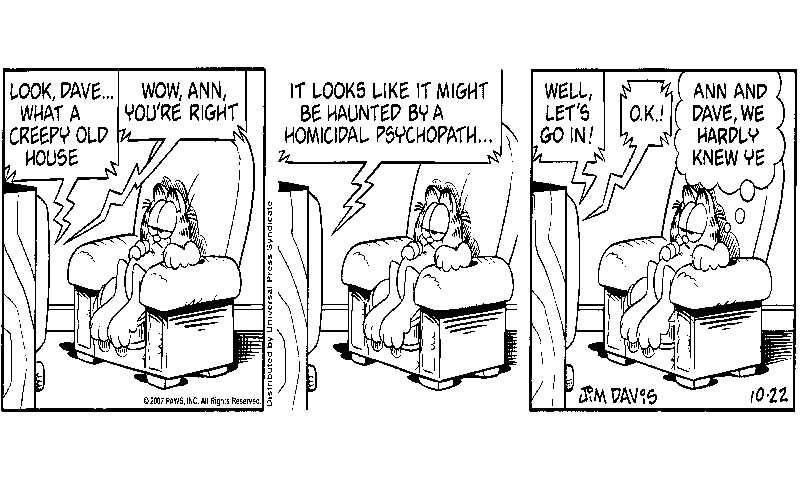 LOOK, DAVE...
WHAT A
CREEPY OLD
HOUSE
WOW, ANN,
YOU'RE RIGHT
© 2007 PAWS, INC. All Rights Reserved.
Distributed by Universal Press Syndicate
IT LOOKS LIKE IT MIGHT
BE HAUNTED BY A
HOMICIDAL PSYCHOPATH...
WELL,
LET'S
GO IN!
O.K.!
ANN AND
DAVE, WE
HARDLY
KNEW YE
JIM DAVIS
10-22